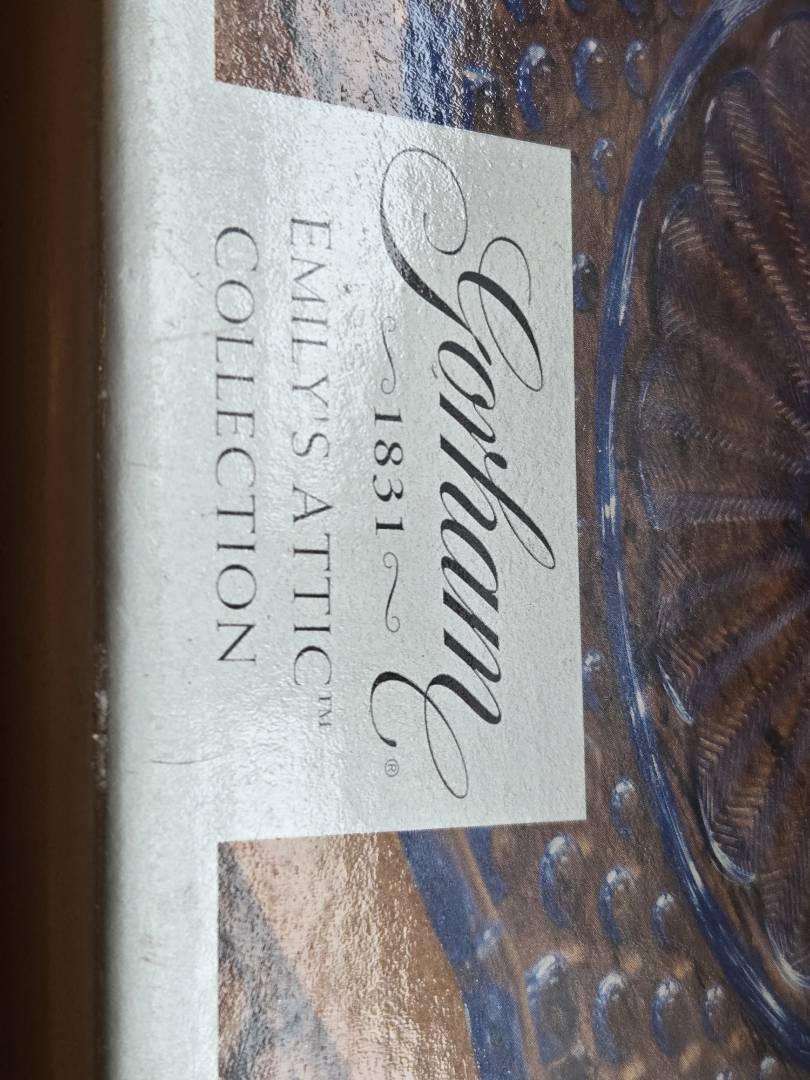 Gorham®
1831
EMILY'S ATTIC™
COLLECTION